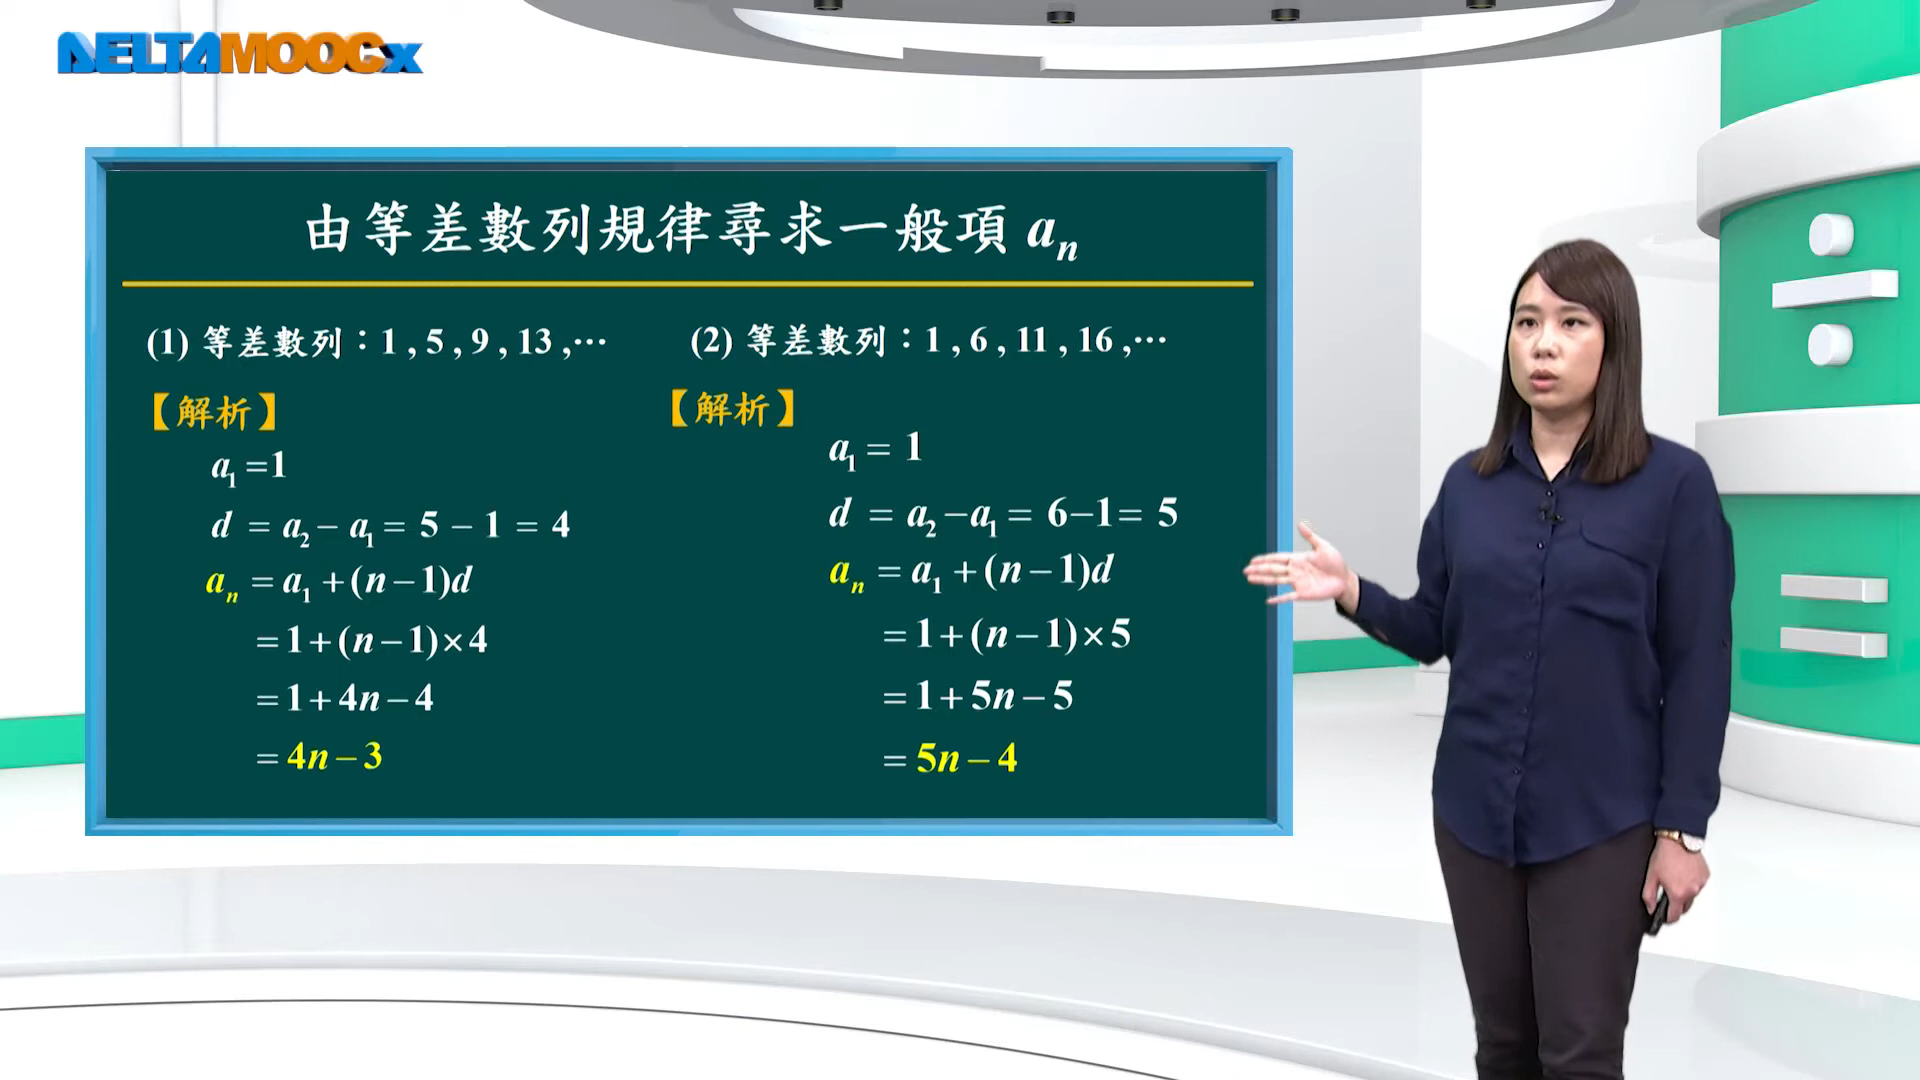 DELTAMOOCx
由等差數列規律尋求一般項 aₙ
(1) 等差數列：1 , 5 , 9 , 13 ,⋯
【解析】
a₁ =1
d = a₂ − a₁ = 5 − 1 = 4
aₙ = a₁ +(n−1)d
=1+(n−1)×4
=1+4n−4
=4n−3
(2) 等差數列：1 , 6 , 11 , 16 ,⋯
【解析】
a₁ = 1
d = a₂ −a₁ = 6−1= 5
aₙ = a₁ +(n−1)d
=1+(n−1)×5
=1+5n−5
= 5n−4